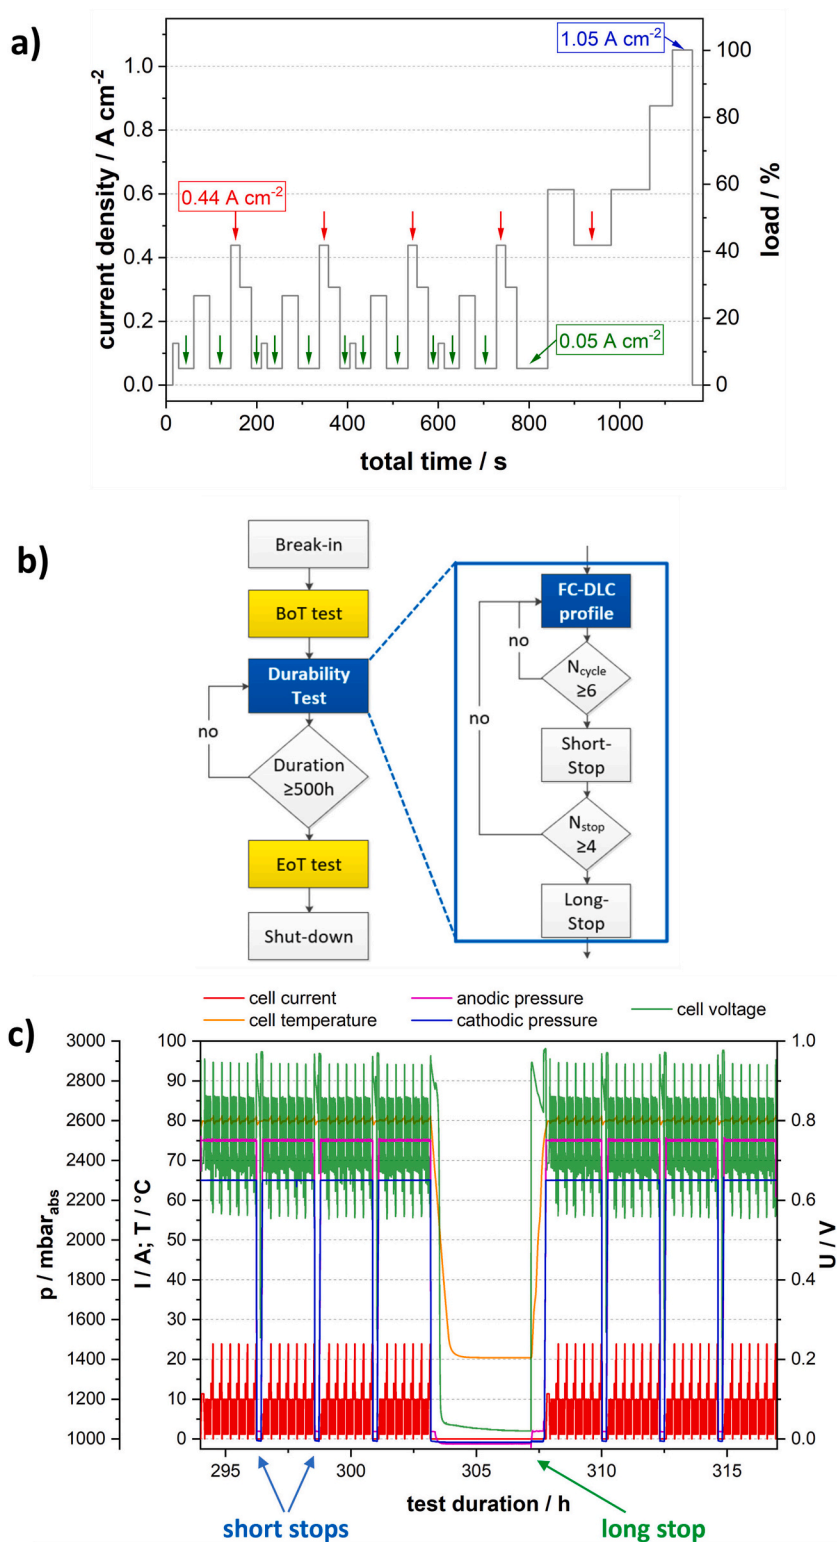 a)
1.05 A cm-2
0.44 A cm-2
0.05 A cm-2
current density / A cm-2
1.0
0.8
0.6
0.4
0.2
0.0
load / %
100
80
60
40
20
0
0 200 400 600 800 1000
total time / s
b)
Break-in
BoT test
Durability
Test
no
Duration
≥500h
EoT test
Shut-down
FC-DLC
profile
no
Ncycle
≥6
no
Short-
Stop
Nstop
≥4
Long-
Stop
c)
cell current
cell temperature
anodic pressure
cathodic pressure
cell voltage
p / mbarabs
3000
2800
2600
2400
2200
2000
1800
1600
1400
1200
1000
I / A; T / °C
100
90
80
75
65
60
50
40
30
20
10
0
U / V
1.0
0.8
0.6
0.4
0.2
0.0
295 300 305 310 315
test duration / h
short stops
long stop